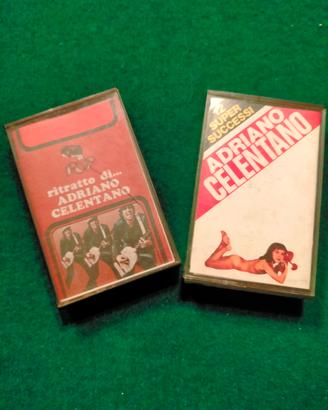 ritratto di...
ADRIANO
CELENTANO
SUPER
SUCCESSI
ADRIANO
CELENTANO